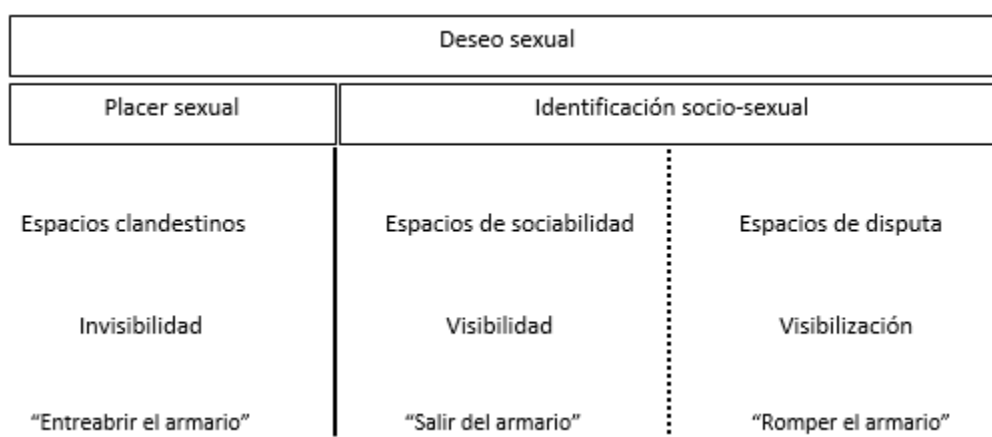 Deseo sexual
Placer sexual
Identificación socio-sexual
Espacios clandestinos
Espacios de sociabilidad
Espacios de disputa
Invisibilidad
Visibilidad
Visibilización
“Entreabrir el armario”
“Salir del armario”
“Romper el armario”